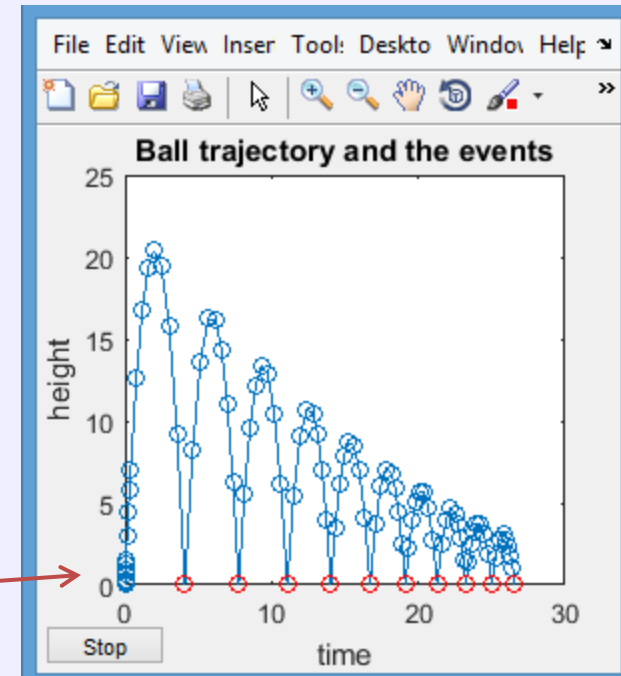 File Edit View Inser Tool: Deskto Windov Help
Ball trajectory and the events
25
20
15
10
5
0
height
0 10 20 30
time
Stop